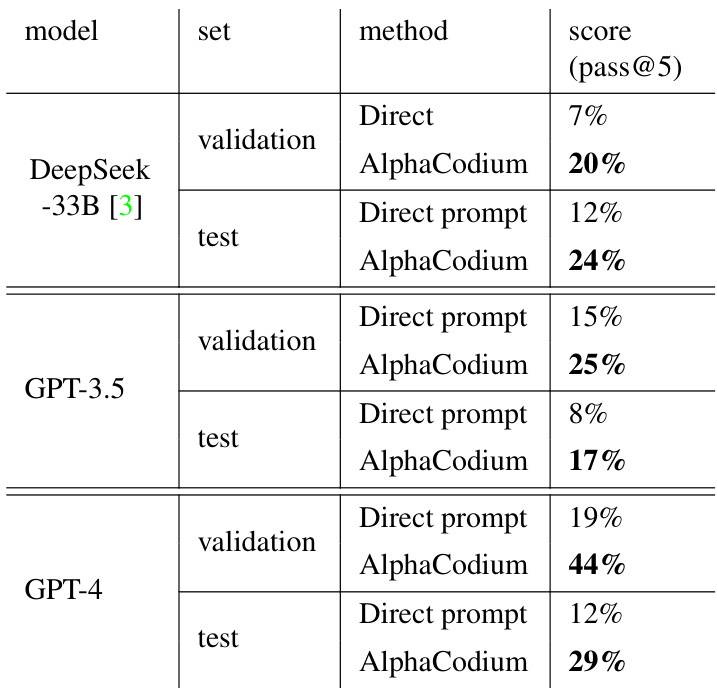 model set method score
(pass@5)
DeepSeek
-33B [3]
validation
Direct 7%
AlphaCodium 20%
test
Direct prompt 12%
AlphaCodium 24%
GPT-3.5
validation
Direct prompt 15%
AlphaCodium 25%
test
Direct prompt 8%
AlphaCodium 17%
GPT-4
validation
Direct prompt 19%
AlphaCodium 44%
test
Direct prompt 12%
AlphaCodium 29%